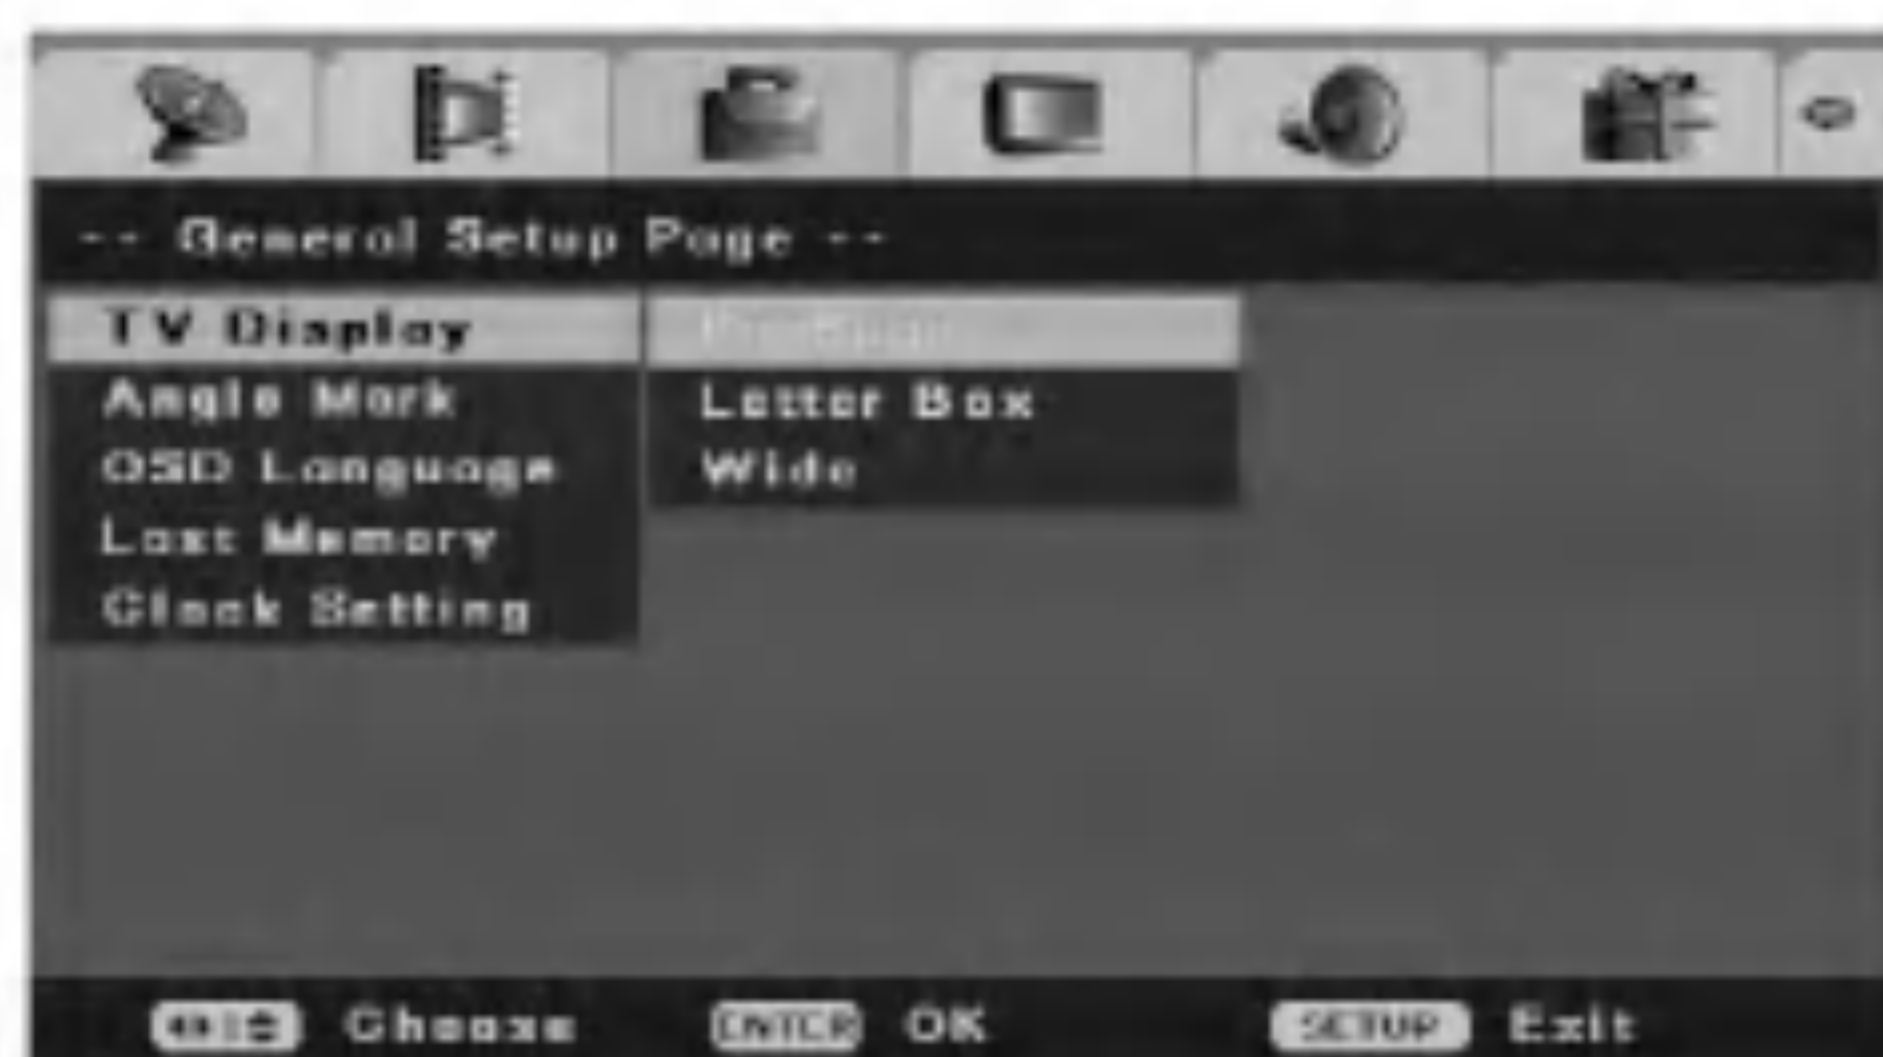 -- General Setup Page --
TV Display
Angle Mark
OSD Language
Last Memory
Clock Setting
Letter Box
Wide
Choose
ENTER OK
SETUP Exit